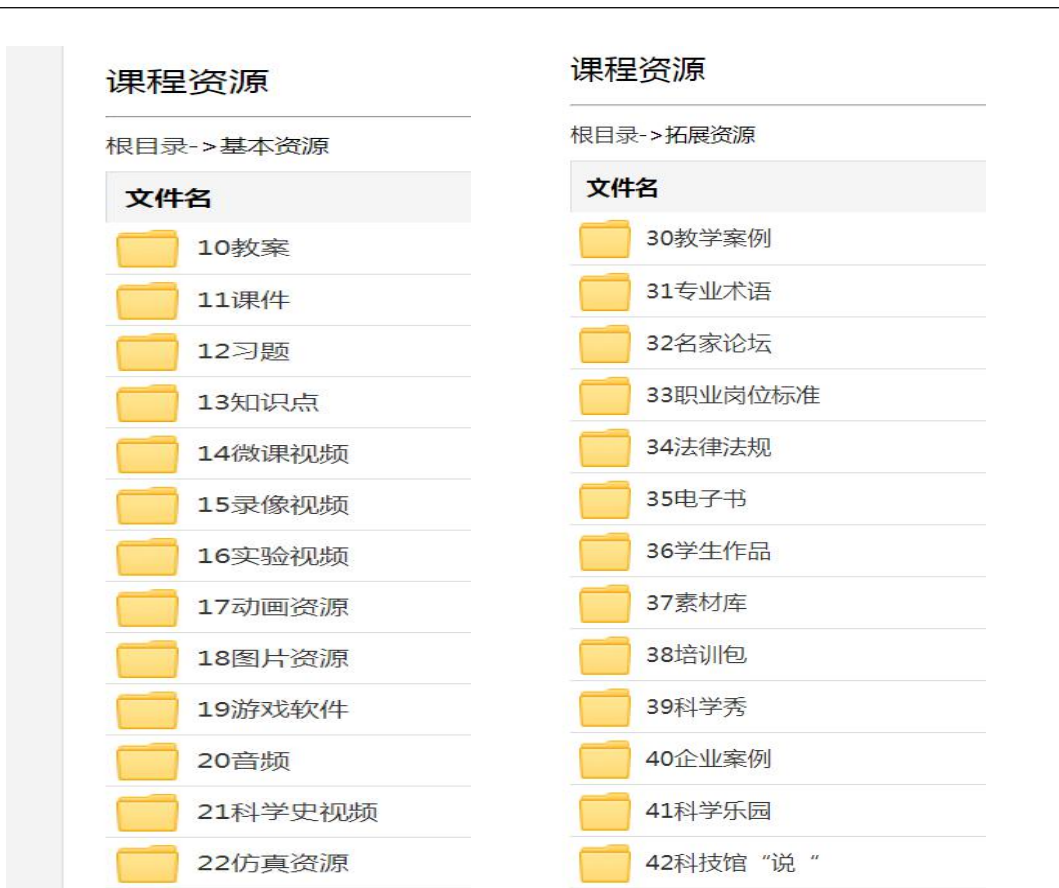 课程资源
根目录->基本资源
文件名
10教案
11课件
12习题
13知识点
14微课视频
15录像视频
16实验视频
17动画资源
18图片资源
19游戏软件
20音频
21科学史视频
22仿真资源
课程资源
根目录->拓展资源
文件名
30教学案例
31专业术语
32名家论坛
33职业岗位标准
34法律法规
35电子书
36学生作品
37素材库
38培训包
39科学秀
40企业案例
41科学乐园
42科技馆“说“